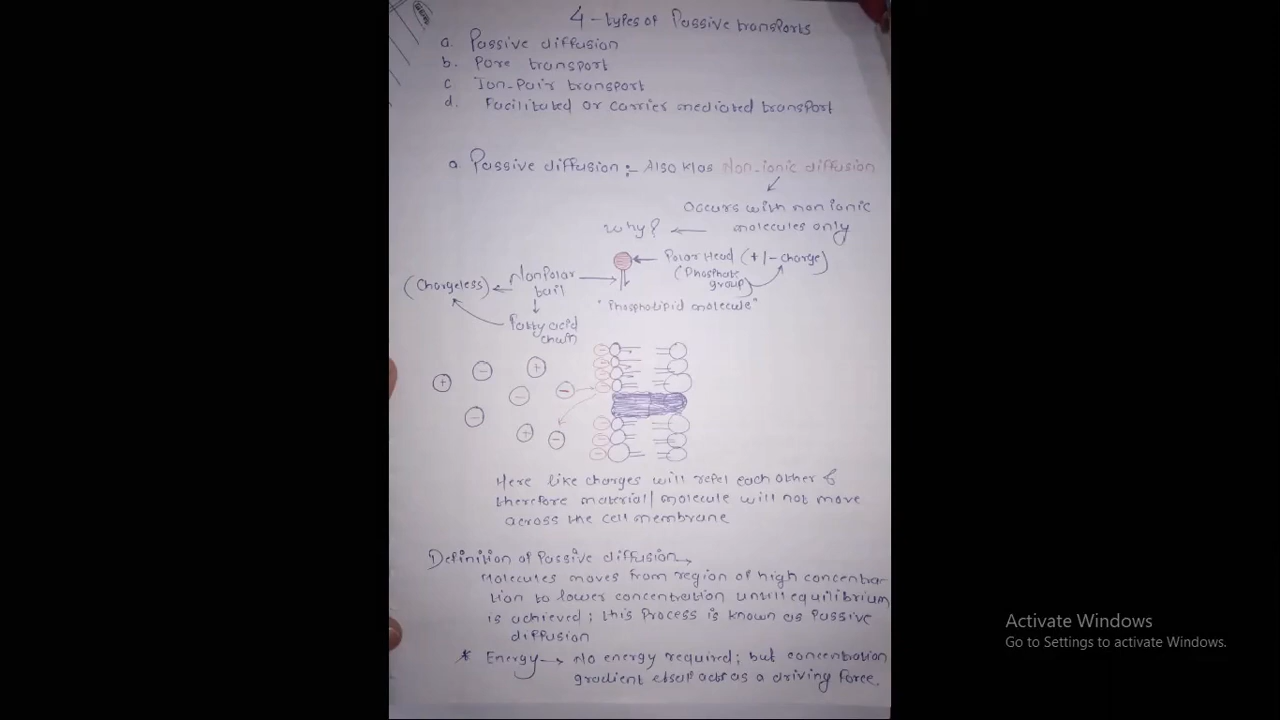 4-types of Passive transports
a. Passive diffusion
b. Pore transport
c Ion-Pair transport
d. Facilitated or carrier mediated transport
a. Passive diffusion :- Also K/as Non-ionic diffusion
Occurs with non ionic
molecules only
Why?
Polar Head (+/- charge)
(Phosphate
group)
Non Polar
tail
(Chargeless)
"Phospholipid molecule"
Fatty acid
chain
+ - + - - - + -
- - - - - - -
Here like charges will repel each other &
therefore material/molecule will not move
across the cell membrane
Definition of Passive diffusion →
Molecules moves from region of high concentra-
tion to lower concentration untill equilibrium
is achieved; this Process is known as Passive
diffusion
* Energy → No energy required; but concentration
gradient acts as a driving force.
Activate Windows
Go to Settings to activate Windows.